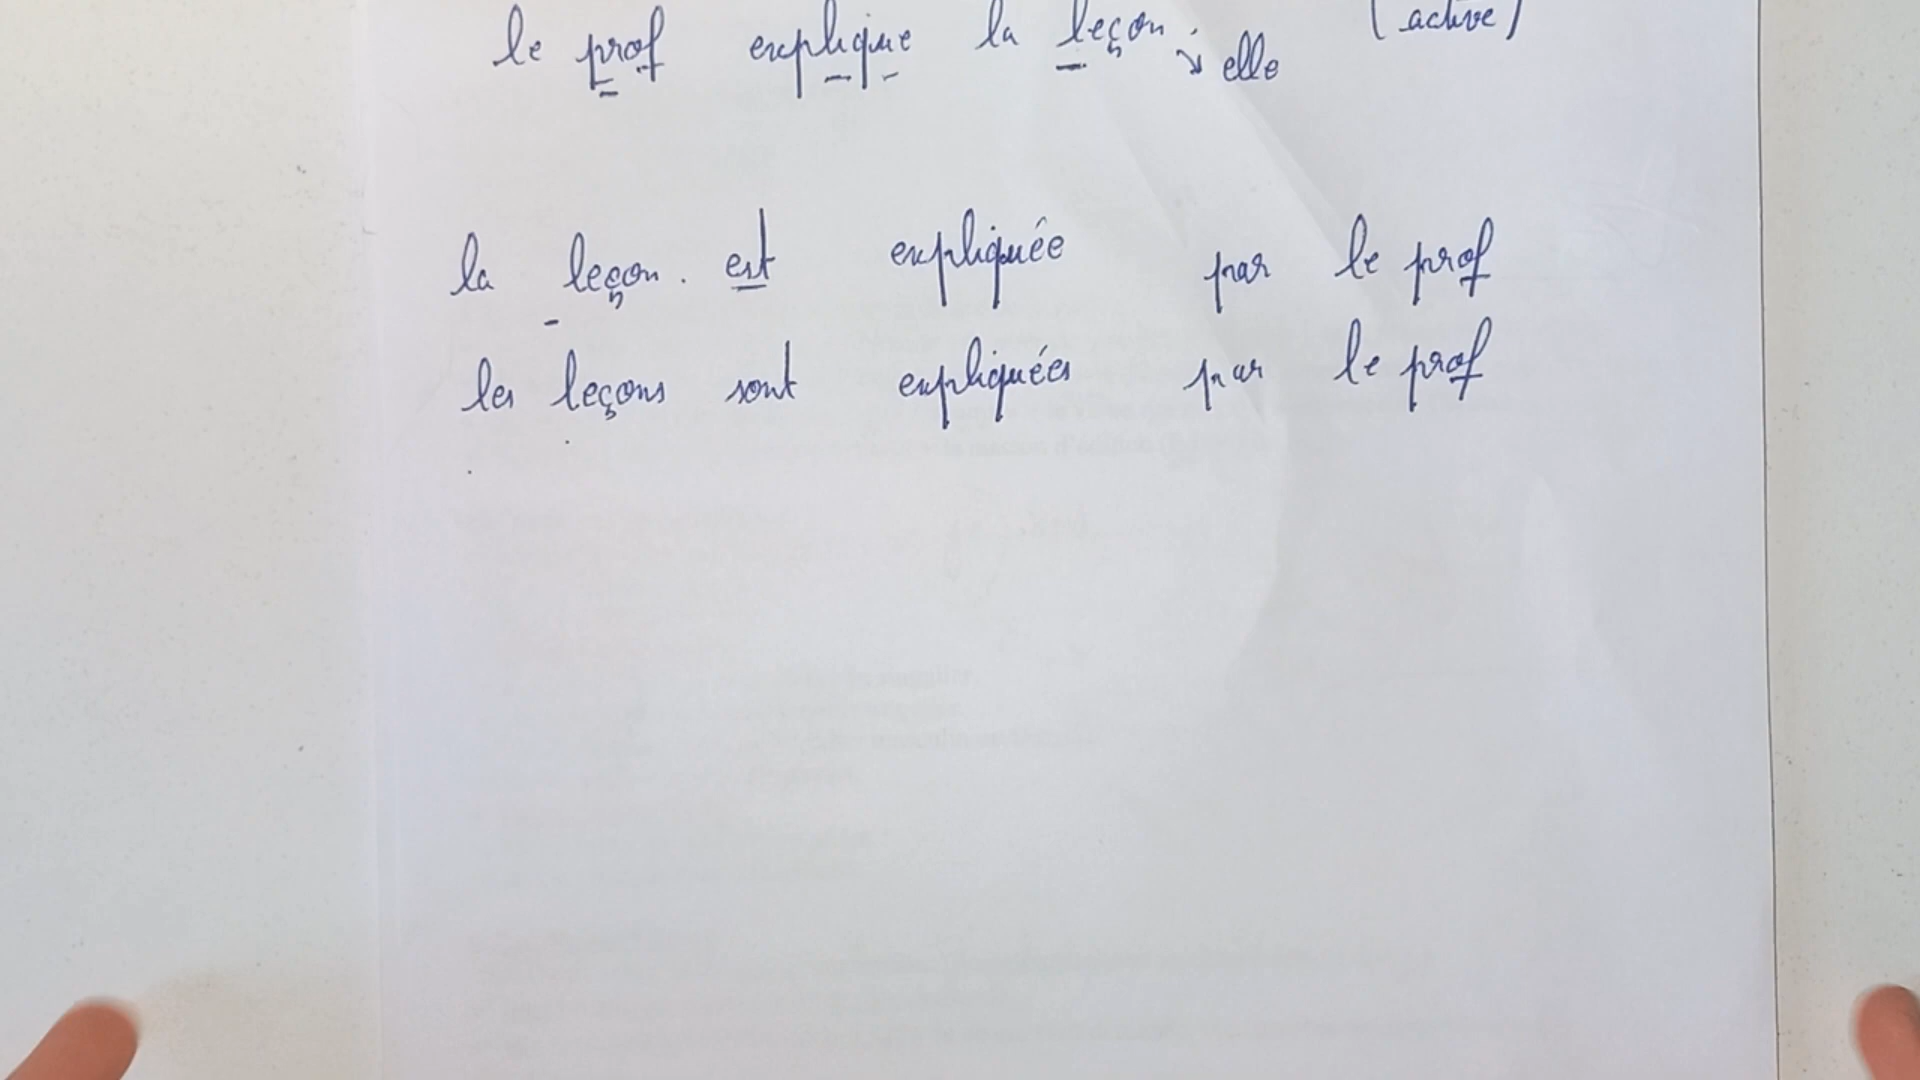 le prof explique la leçon. ↘ elle (active)
la leçon. est expliquée par le prof
les leçons sont expliquées par le prof